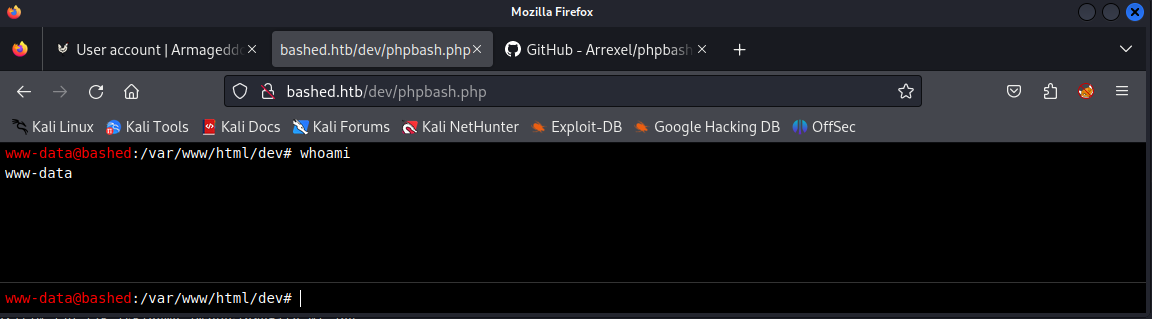 Mozilla Firefox
User account | Armagedd
bashed.htb/dev/phpbash.php
GitHub - Arrexel/phpbash
bashed.htb/dev/phpbash.php
Kali Linux Kali Tools Kali Docs Kali Forums Kali NetHunter Exploit-DB Google Hacking DB OffSec
www-data@bashed:/var/www/html/dev# whoami
www-data
www-data@bashed:/var/www/html/dev#